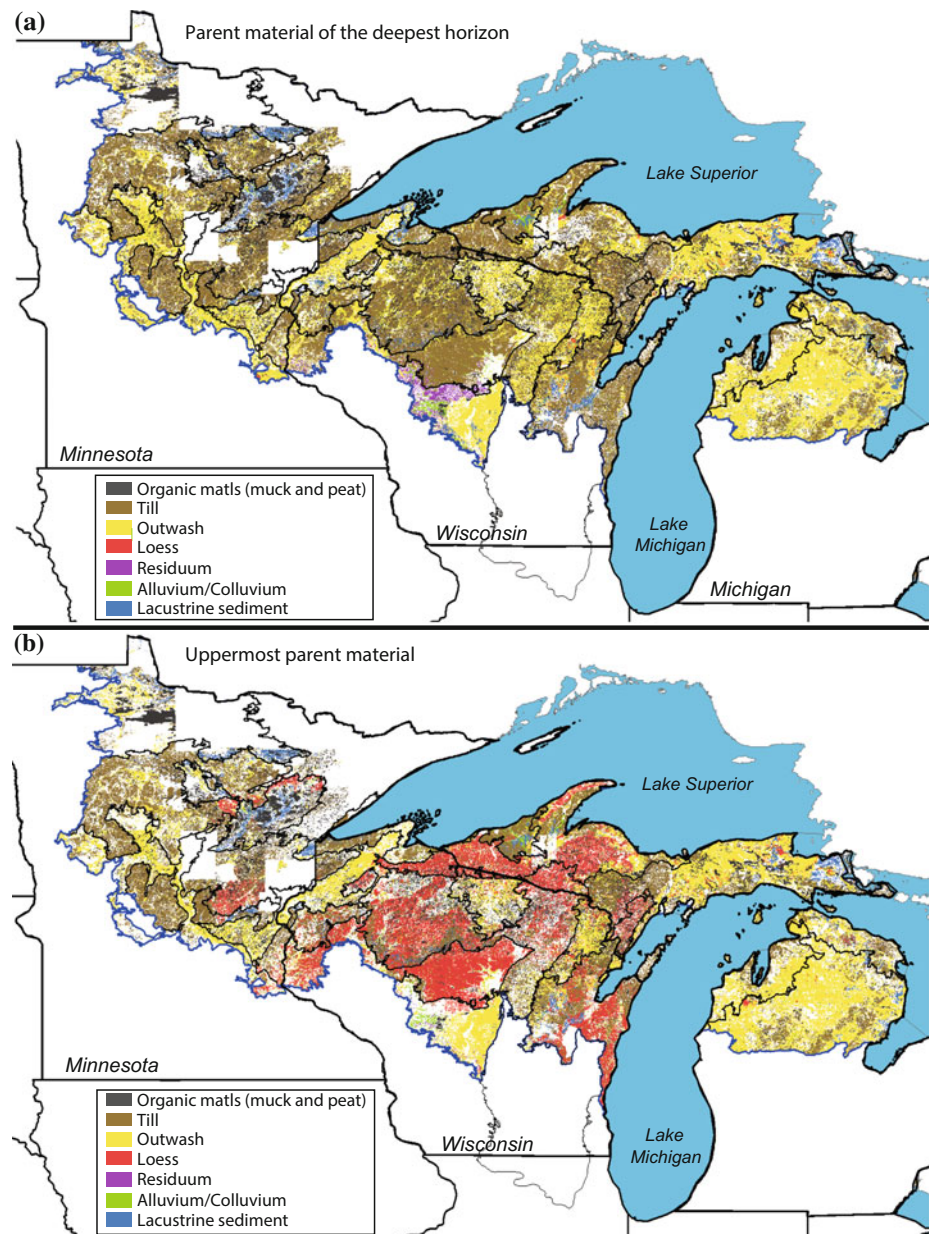 (a)
Parent material of the deepest horizon
Lake Superior
Minnesota
Organic matls (muck and peat)
Till
Outwash
Loess
Residuum
Alluvium/Colluvium
Lacustrine sediment
Wisconsin
Lake
Michigan
Michigan
(b)
Uppermost parent material
Lake Superior
Minnesota
Organic matls (muck and peat)
Till
Outwash
Loess
Residuum
Alluvium/Colluvium
Lacustrine sediment
Wisconsin
Lake
Michigan